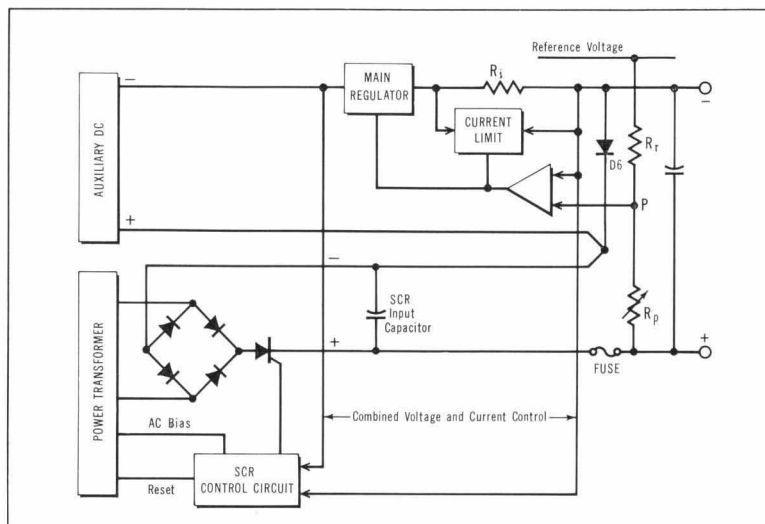 Reference Voltage
AUXILIARY DC
−
+
MAIN
REGULATOR
Ri
CURRENT
LIMIT
D6
Rr
−
P
−
SCR
Input
Capacitor
+
Rp
+
FUSE
POWER TRANSFORMER
Combined Voltage and Current Control
AC Bias
Reset
SCR
CONTROL CIRCUIT